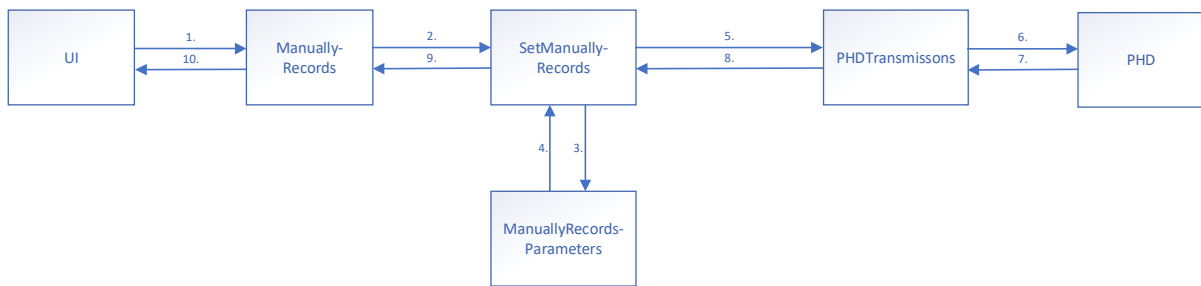 UI
1.
10.
Manually-
Records
2.
9.
SetManually-
Records
5.
8.
PHDTransmissons
6.
7.
PHD
4.
3.
ManuallyRecords-
Parameters